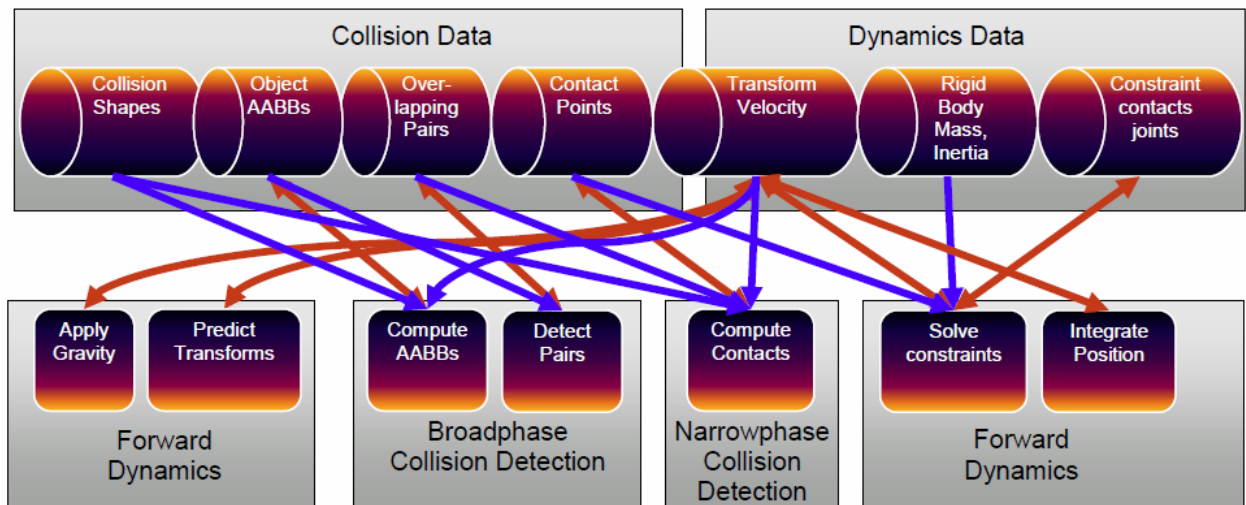 Collision Data
Dynamics Data
Collision
Shapes
Object
AABBs
Over-
lapping
Pairs
Contact
Points
Transform
Velocity
Rigid
Body
Mass,
Inertia
Constraint
contacts
joints
Apply
Gravity
Predict
Transforms
Forward
Dynamics
Compute
AABBs
Detect
Pairs
Broadphase
Collision Detection
Compute
Contacts
Narrowphase
Collision
Detection
Solve
constraints
Integrate
Position
Forward
Dynamics